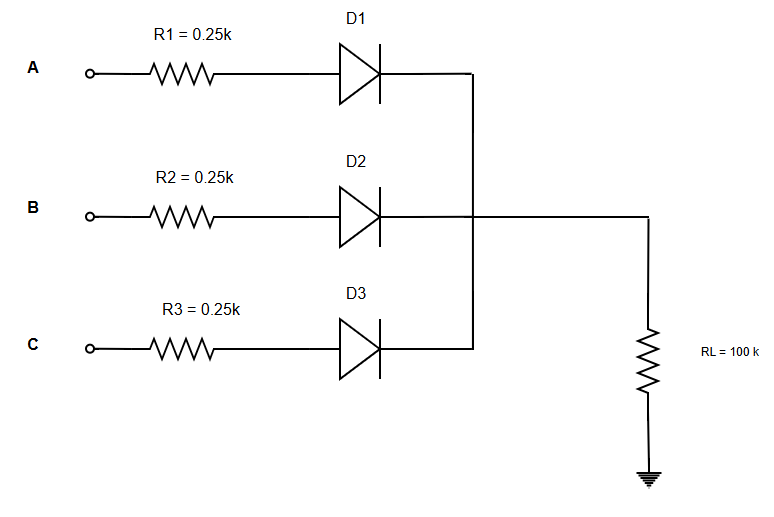 D1
R1 = 0.25k
A
D2
R2 = 0.25k
B
D3
R3 = 0.25k
C
RL = 100 k